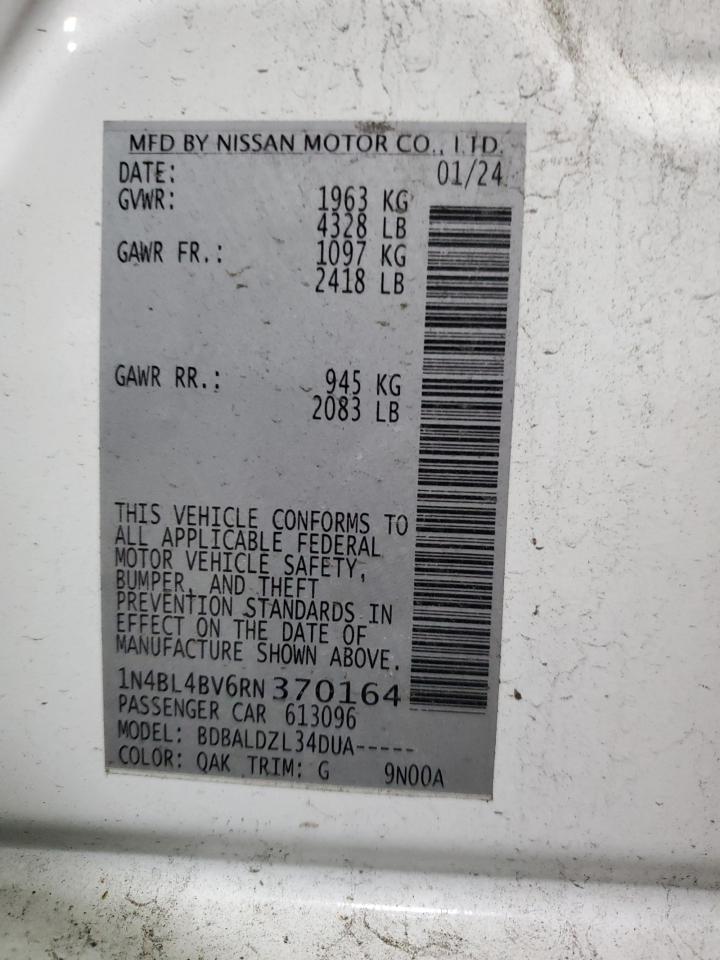 MFD BY NISSAN MOTOR CO., LTD.
DATE: 01/24
GVWR: 1963 KG
4328 LB
GAWR FR.: 1097 KG
2418 LB
GAWR RR.: 945 KG
2083 LB
THIS VEHICLE CONFORMS TO
ALL APPLICABLE FEDERAL
MOTOR VEHICLE SAFETY,
BUMPER, AND THEFT
PREVENTION STANDARDS IN
EFFECT ON THE DATE OF
MANUFACTURE SHOWN ABOVE.
1N4BL4BV6RN370164
PASSENGER CAR 613096
MODEL: BDBALDZL34DUA-----
COLOR: QAK TRIM: G 9N00A